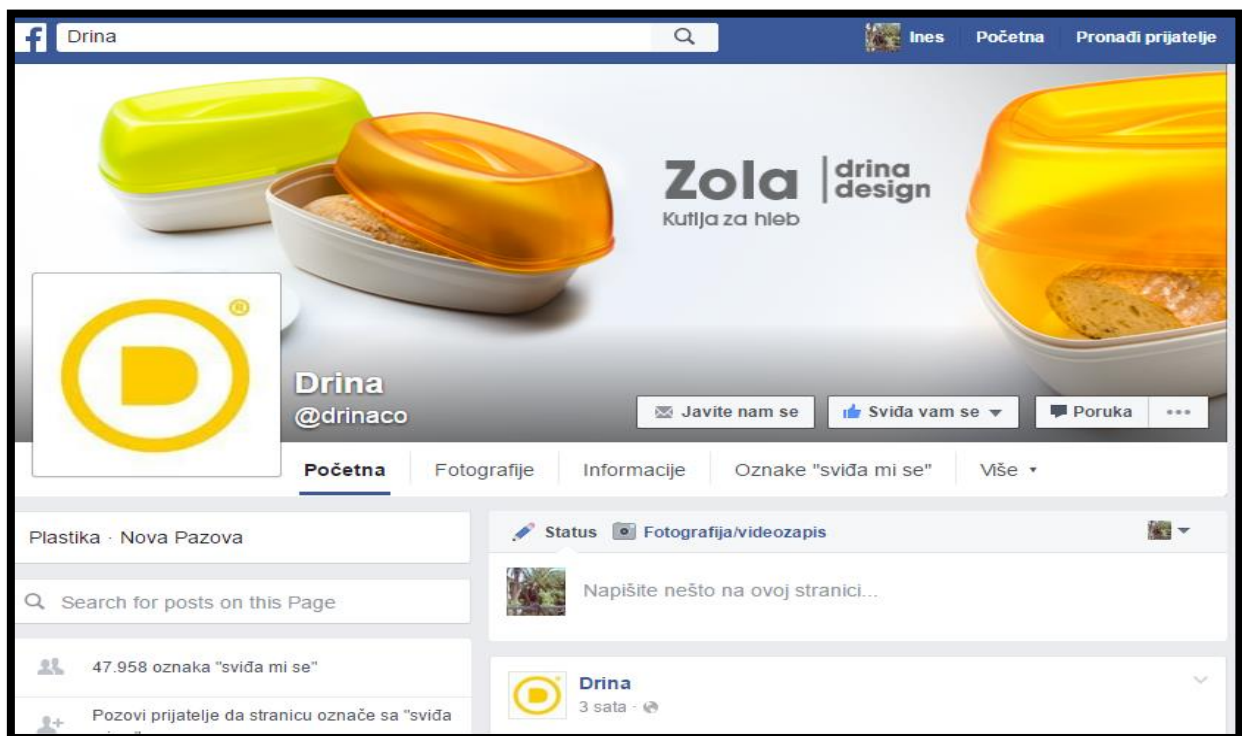 f Drina Ines Početna Pronađi prijatelje
Zola drina
design
Kutija za hleb
D ®
Drina
@drinaco
Javite nam se Sviđa vam se Poruka ...
Početna Fotografije Informacije Oznake "sviđa mi se" Više
Plastika · Nova Pazova
Search for posts on this Page
47.958 oznaka "sviđa mi se"
Pozovi prijatelje da stranicu označe sa "sviđa
Status Fotografija/videozapis
Napišite nešto na ovoj stranici...
Drina
3 sata ·